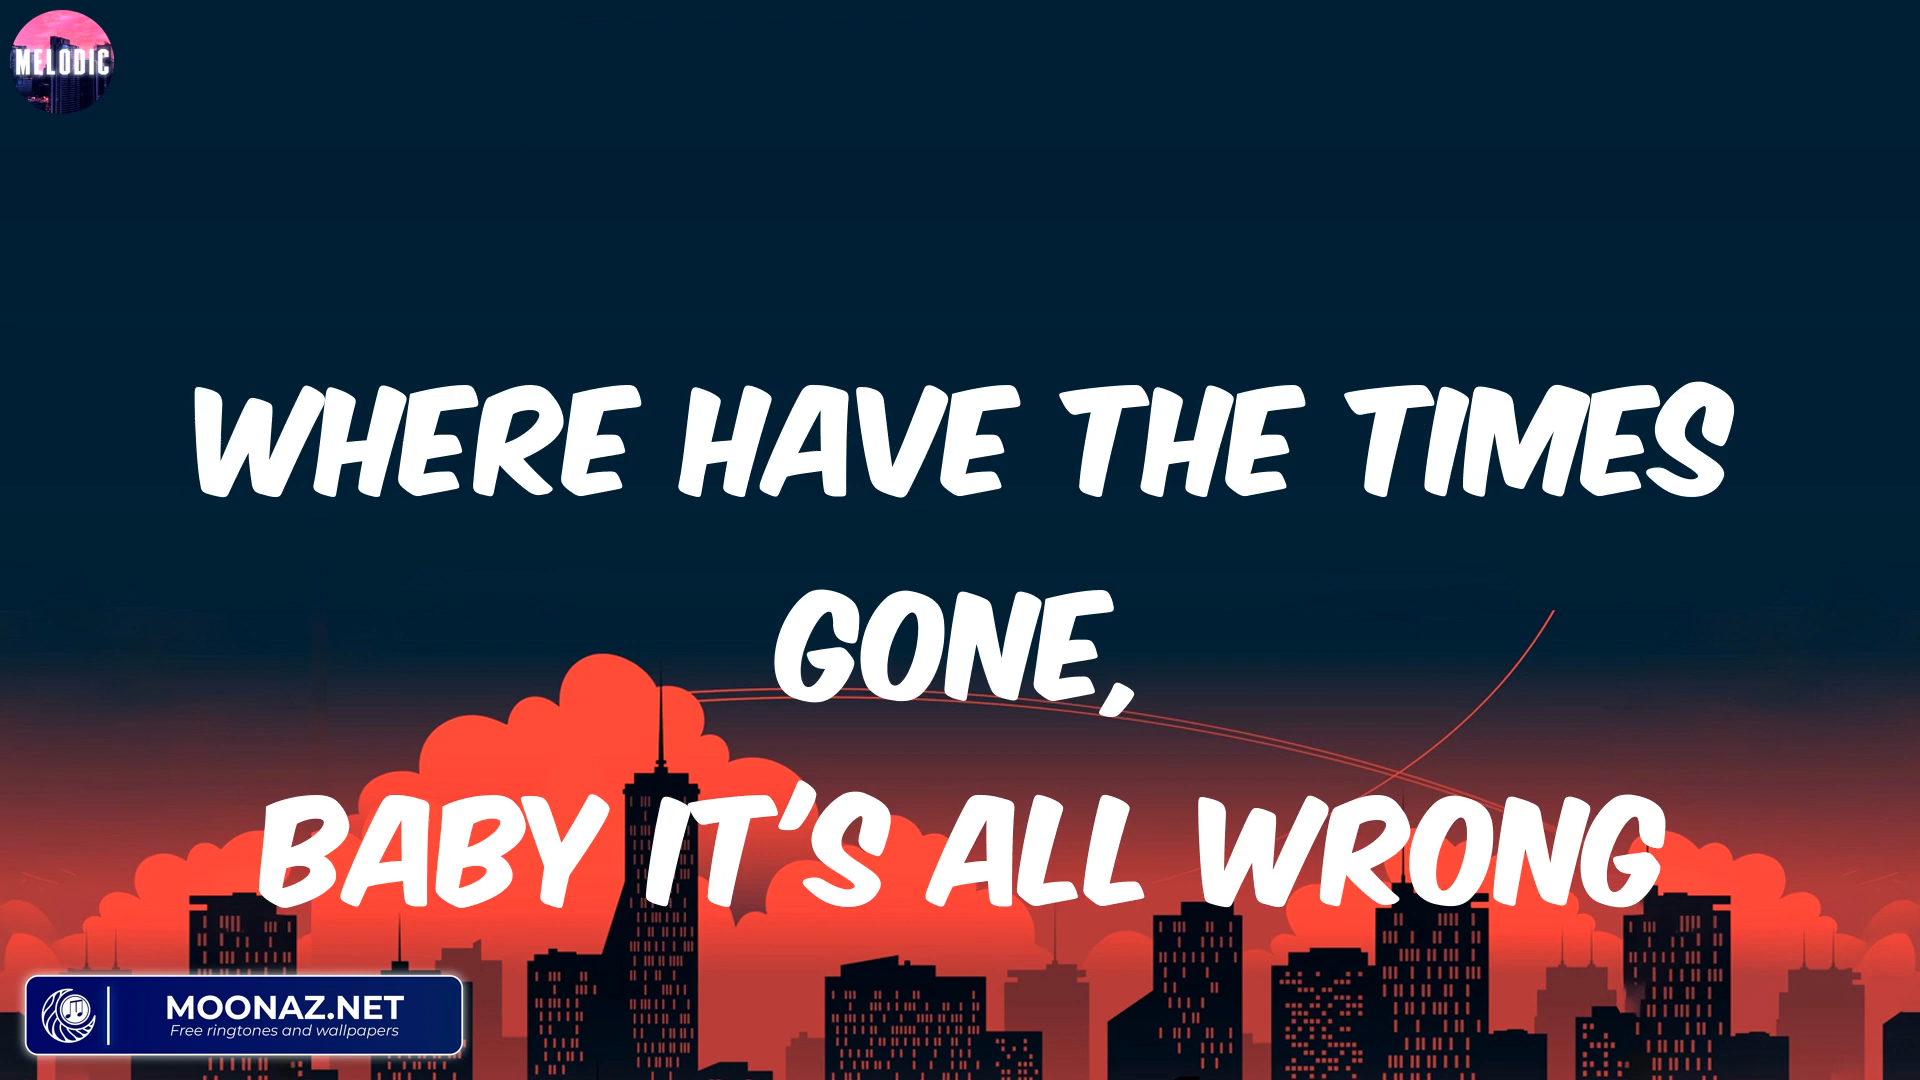 MELODIC
WHERE HAVE THE TIMES
GONE,
BABY IT'S ALL WRONG
MOONAZ.NET
Free ringtones and wallpapers